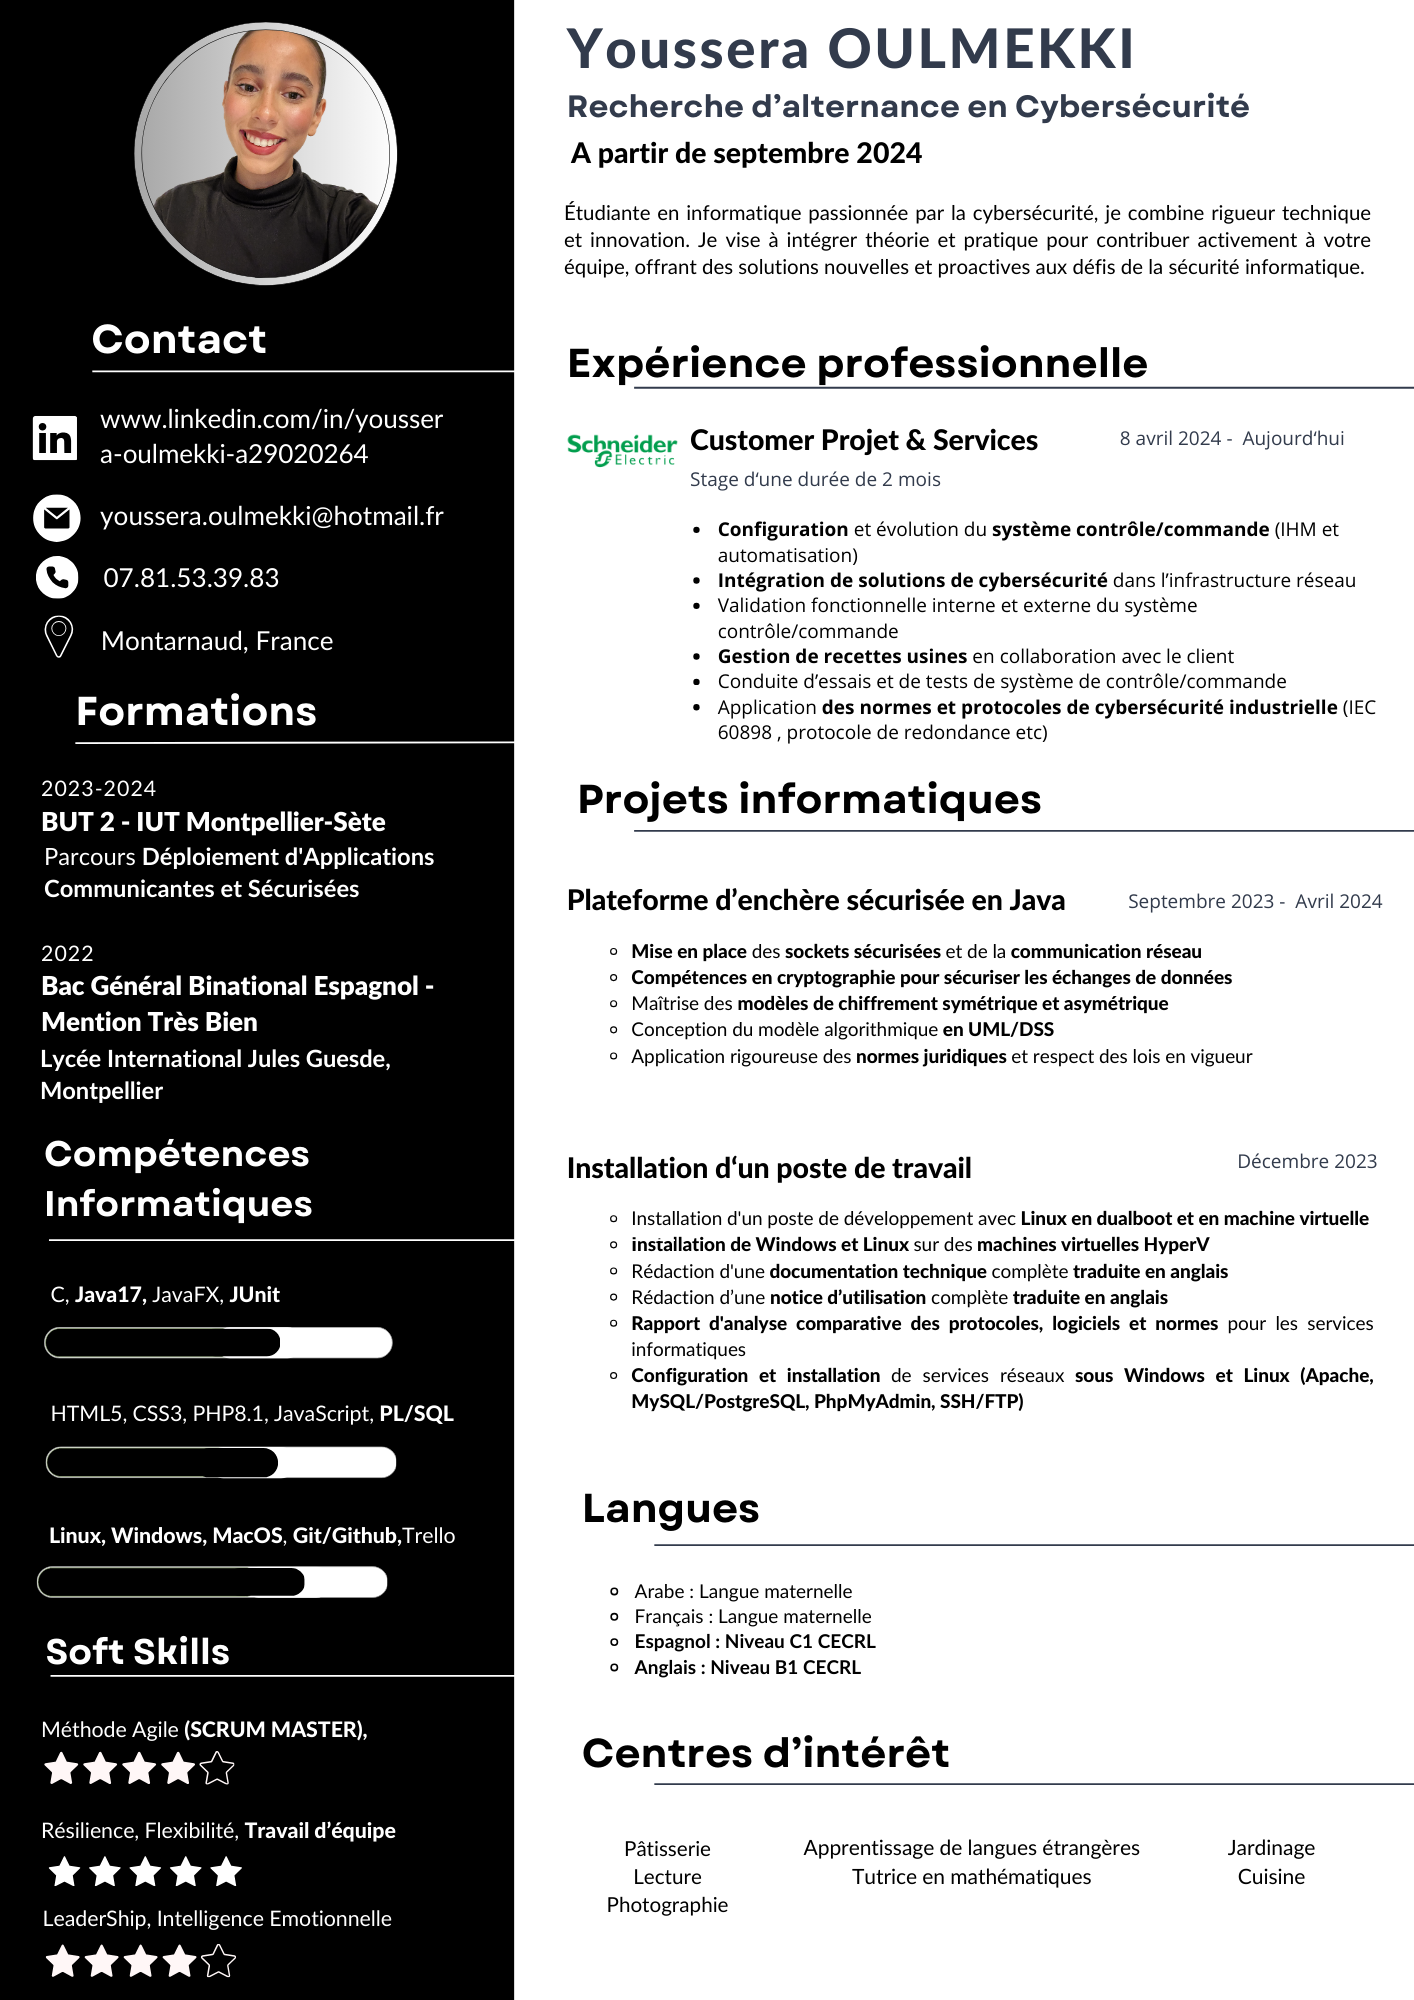 Contact
www.linkedin.com/in/yousser
a-oulmekki-a29020264
youssera.oulmekki@hotmail.fr
07.81.53.39.83
Montarnaud, France
Formations
2023-2024
BUT 2 - IUT Montpellier-Sète
Parcours Déploiement d'Applications
Communicantes et Sécurisées
2022
Bac Général Binational Espagnol -
Mention Très Bien
Lycée International Jules Guesde,
Montpellier
Compétences
Informatiques
C, Java17, JavaFX, JUnit
HTML5, CSS3, PHP8.1, JavaScript, PL/SQL
Linux, Windows, MacOS, Git/Github,Trello
Soft Skills
Méthode Agile (SCRUM MASTER),
Résilience, Flexibilité, Travail d’équipe
LeaderShip, Intelligence Emotionnelle
Youssera OULMEKKI
Recherche d’alternance en Cybersécurité
A partir de septembre 2024
Étudiante en informatique passionnée par la cybersécurité, je combine rigueur technique
et innovation. Je vise à intégrer théorie et pratique pour contribuer activement à votre
équipe, offrant des solutions nouvelles et proactives aux défis de la sécurité informatique.
Expérience professionnelle
Schneider
Electric
Customer Projet & Services
8 avril 2024 - Aujourd‘hui
Stage d‘une durée de 2 mois
• Configuration et évolution du système contrôle/commande (IHM et
automatisation)
• Intégration de solutions de cybersécurité dans l’infrastructure réseau
• Validation fonctionnelle interne et externe du système
contrôle/commande
• Gestion de recettes usines en collaboration avec le client
• Conduite d’essais et de tests de système de contrôle/commande
• Application des normes et protocoles de cybersécurité industrielle (IEC
60898 , protocole de redondance etc)
Projets informatiques
Plateforme d’enchère sécurisée en Java
Septembre 2023 - Avril 2024
◦ Mise en place des sockets sécurisées et de la communication réseau
◦ Compétences en cryptographie pour sécuriser les échanges de données
◦ Maîtrise des modèles de chiffrement symétrique et asymétrique
◦ Conception du modèle algorithmique en UML/DSS
◦ Application rigoureuse des normes juridiques et respect des lois en vigueur
Installation d‘un poste de travail
Décembre 2023
◦ Installation d'un poste de développement avec Linux en dualboot et en machine virtuelle
◦ Installation de Windows et Linux sur des machines virtuelles HyperV
◦ Rédaction d'une documentation technique complète traduite en anglais
◦ Rédaction d’une notice d’utilisation complète traduite en anglais
◦ Rapport d'analyse comparative des protocoles, logiciels et normes pour les services
informatiques
◦ Configuration et installation de services réseaux sous Windows et Linux (Apache,
MySQL/PostgreSQL, PhpMyAdmin, SSH/FTP)
Langues
◦ Arabe : Langue maternelle
◦ Français : Langue maternelle
◦ Espagnol : Niveau C1 CECRL
◦ Anglais : Niveau B1 CECRL
Centres d’intérêt
Pâtisserie
Lecture
Photographie
Apprentissage de langues étrangères
Tutrice en mathématiques
Jardinage
Cuisine